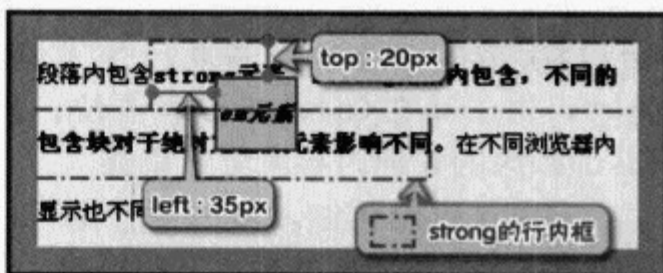 top : 20px
段落内包含strong元素 内包含，不同的
em元素
包含块对于绝对 元素影响不同。在不同浏览器内
left : 35px
显示也不同
strong的行内框